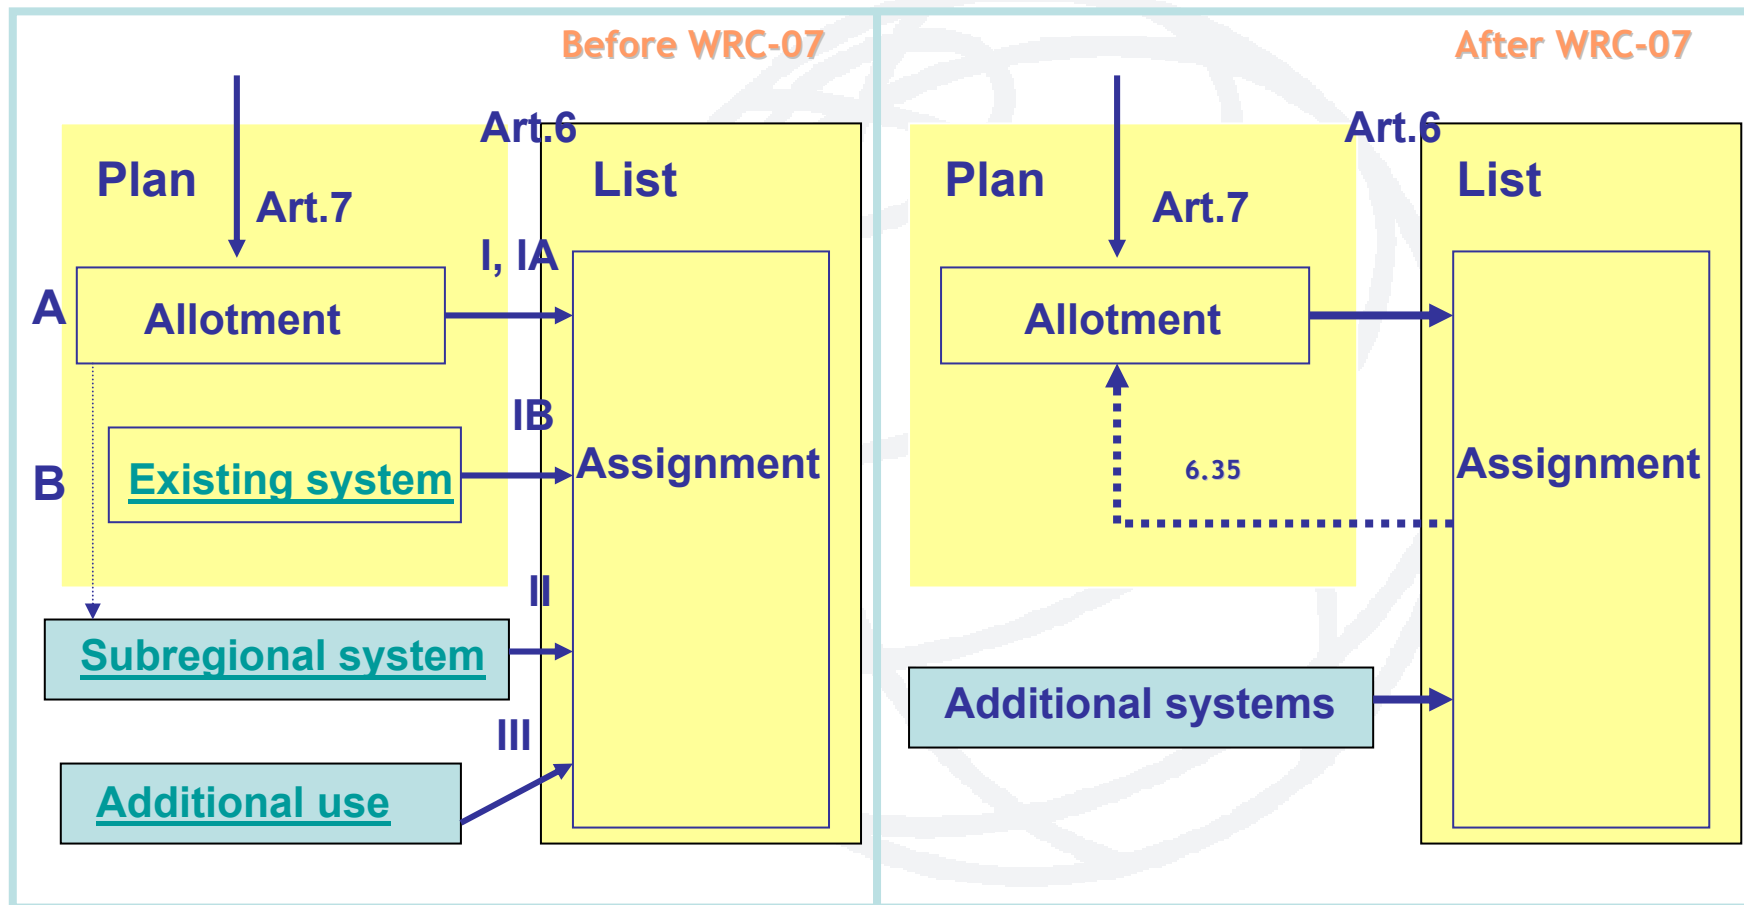 Before WRC-07
Art.6
Plan
List
Art.7
I, IA
A
Allotment
IB
B
Existing system
Assignment
II
Subregional system
III
Additional use
After WRC-07
Art.6
Plan
List
Art.7
Allotment
6.35
Assignment
Additional systems